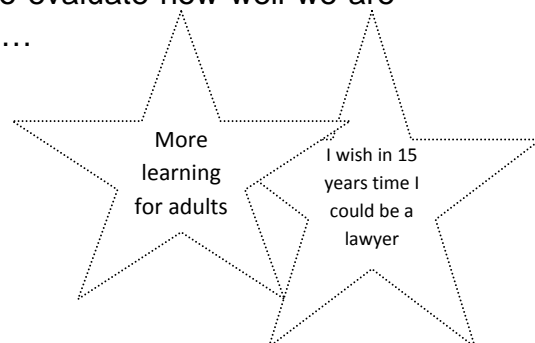 o evaluate how well we are
…
More
learning
for adults
I wish in 15
years time I
could be a
lawyer